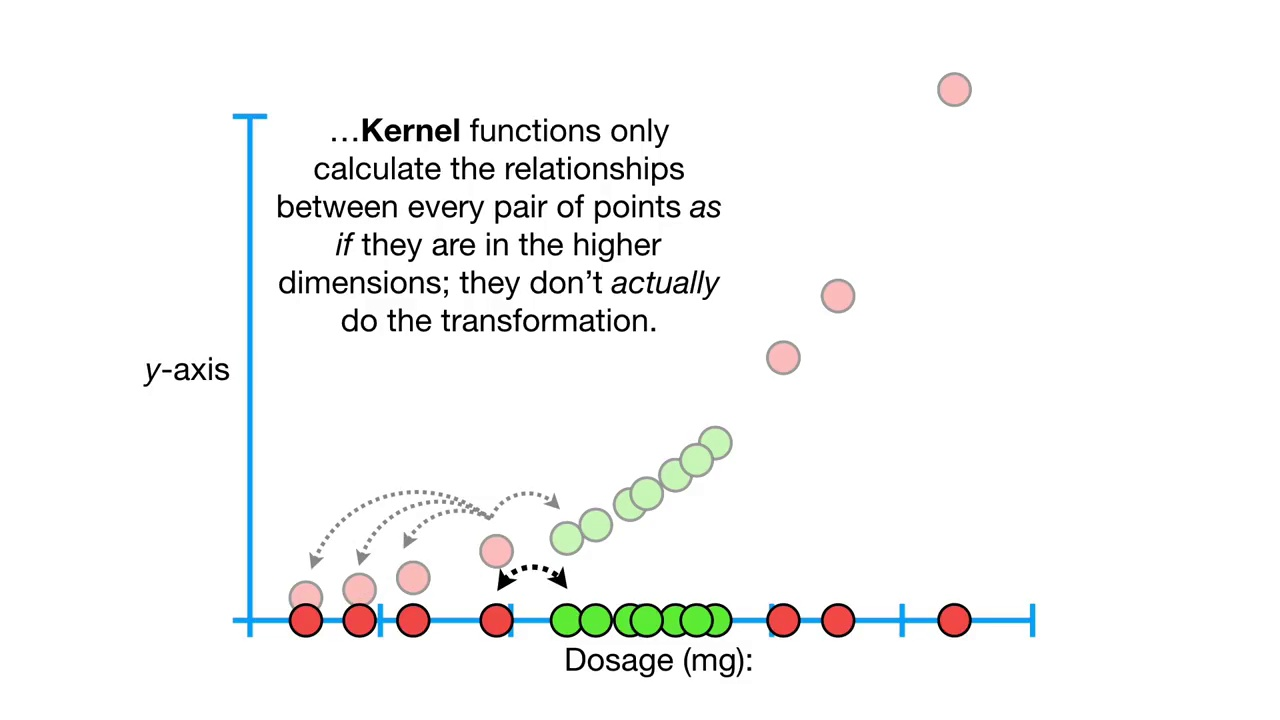 …Kernel functions only
calculate the relationships
between every pair of points as
if they are in the higher
dimensions; they don’t actually
do the transformation.
y-axis
Dosage (mg):